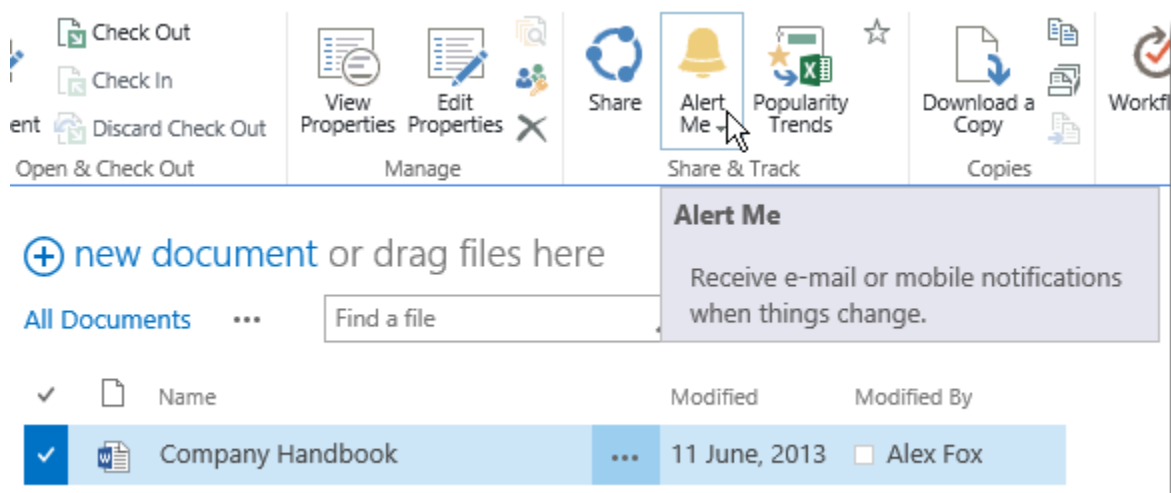 Check Out
Check In
ent
Discard Check Out
Open & Check Out
View
Properties
Edit
Properties
Manage
Share
Alert
Me
Popularity
Trends
Share & Track
Download a
Copy
Copies
Workfl
Alert Me
Receive e-mail or mobile notifications
when things change.
new document or drag files here
All Documents ...
Find a file
Name Modified Modified By
Company Handbook ... 11 June, 2013 Alex Fox